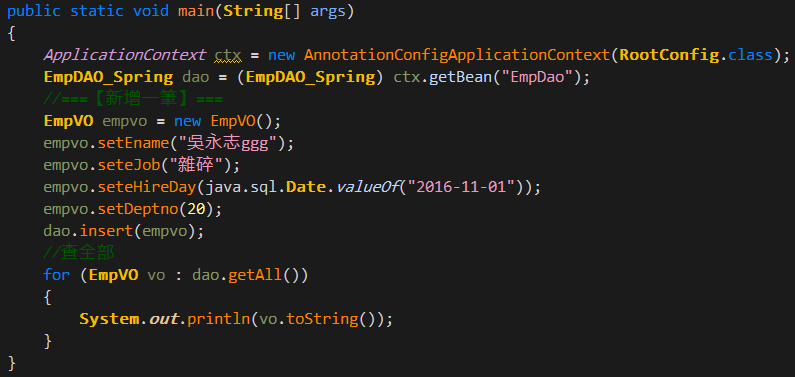 public static void main(String[] args)
{
    ApplicationContext ctx = new AnnotationConfigApplicationContext(RootConfig.class);
    EmpDAO_Spring dao = (EmpDAO_Spring) ctx.getBean("EmpDao");
    //===【新增一筆】===
    EmpVO empvo = new EmpVO();
    empvo.setEname("吳永志ggg");
    empvo.seteJob("雜碎");
    empvo.seteHireDay(java.sql.Date.valueOf("2016-11-01"));
    empvo.setDeptno(20);
    dao.insert(empvo);
    //查全部
    for (EmpVO vo : dao.getAll())
    {
        System.out.println(vo.toString());
    }
}